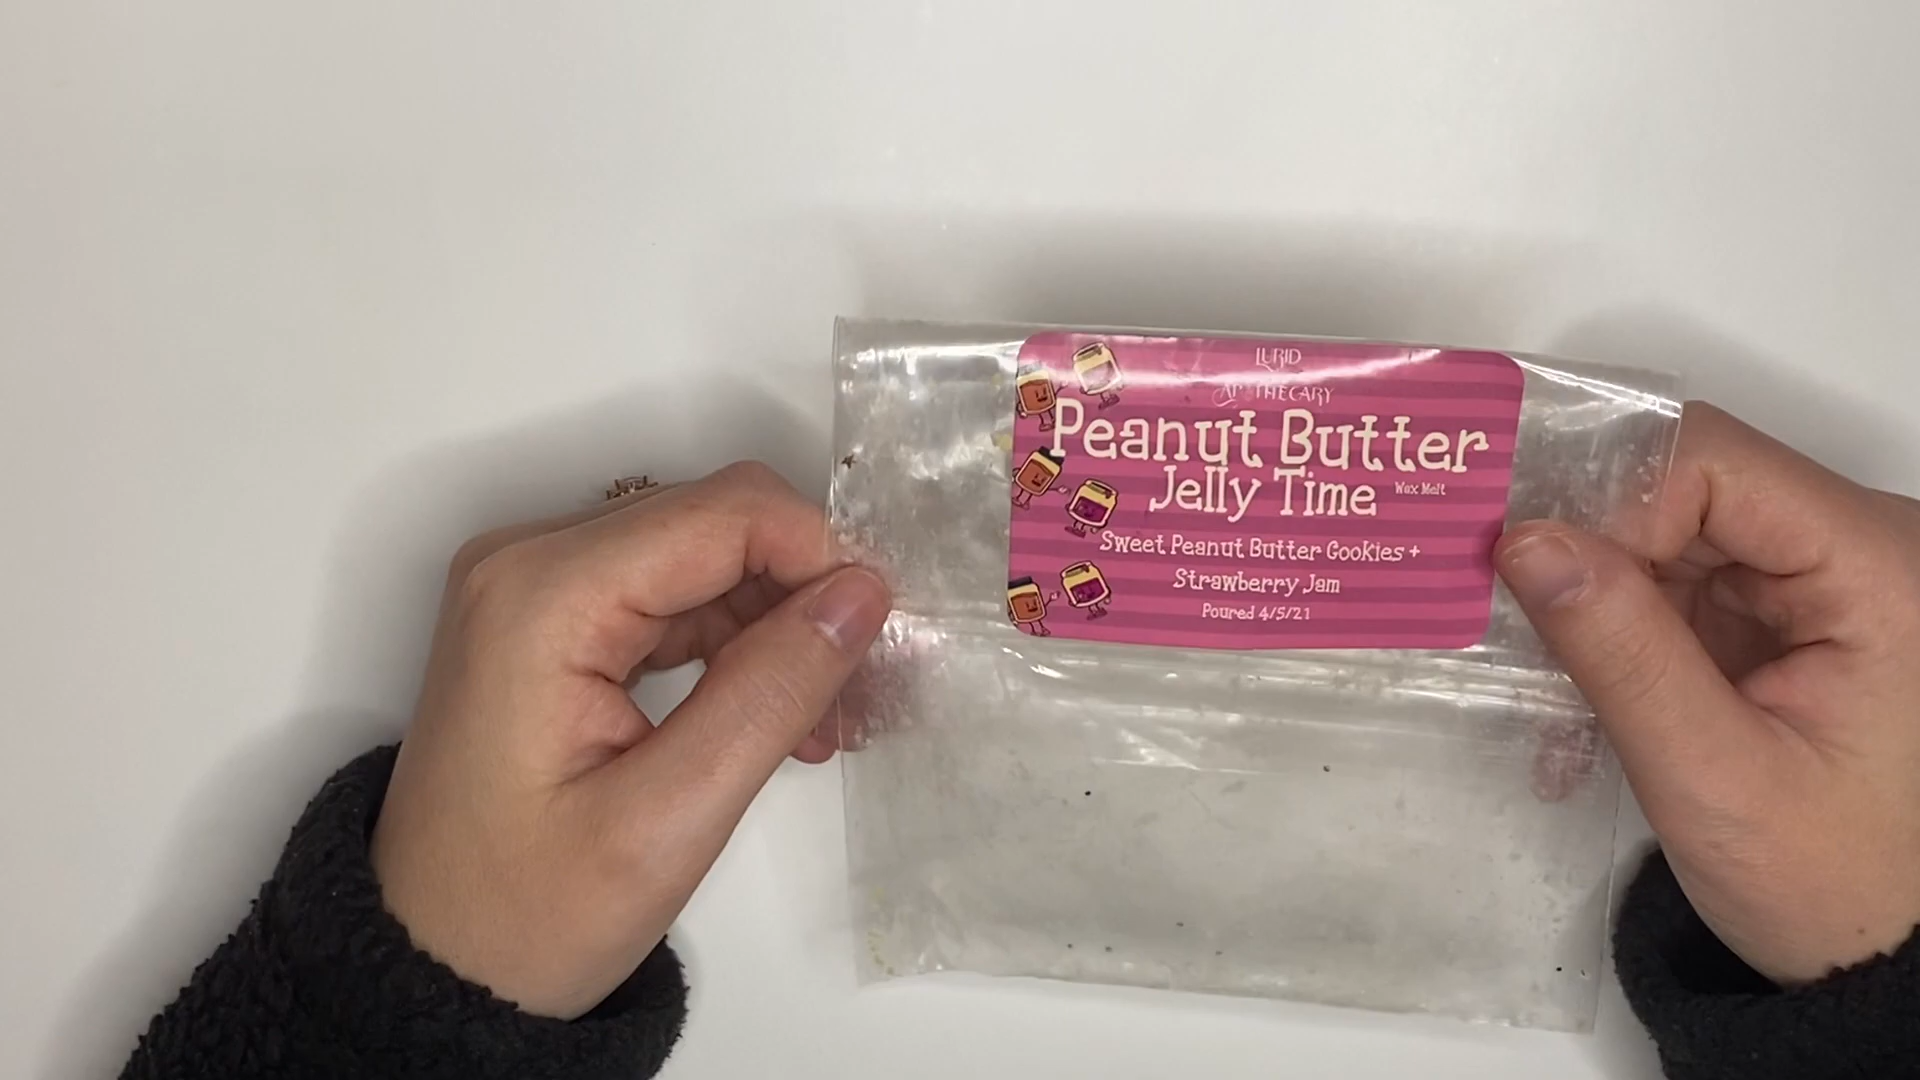 LURID
APOTHECARY
Peanut Butter
Jelly Time
Wax Melt
Sweet Peanut Butter Cookies +
Strawberry Jam
Poured 4/5/21